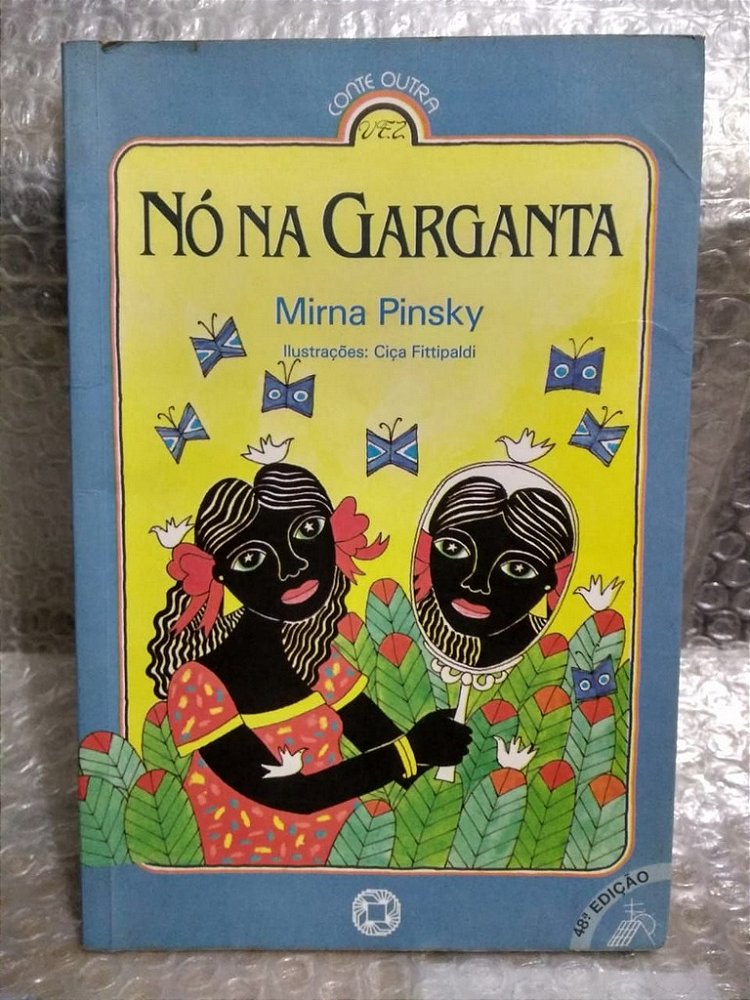 CONTE OUTRA
VEZ
NÓ NA GARGANTA
Mirna Pinsky
Ilustrações: Ciça Fittipaldi
48ª EDIÇÃO